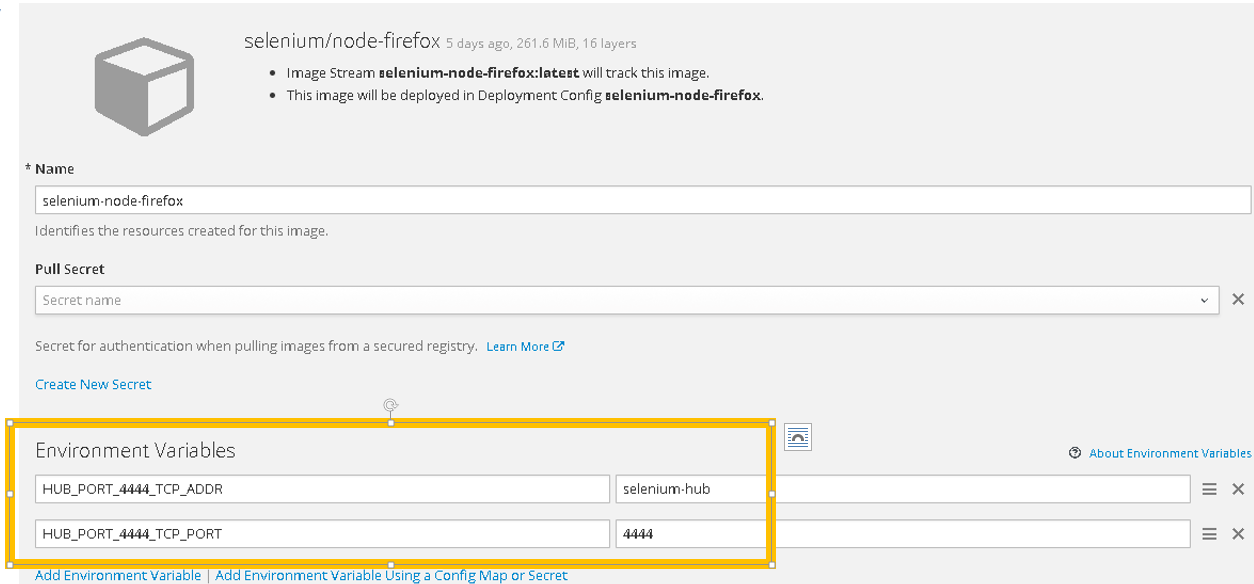 selenium/node-firefox 5 days ago, 261.6 MiB, 16 layers
Image Stream selenium-node-firefox:latest will track this image.
This image will be deployed in Deployment Config selenium-node-firefox.
* Name
selenium-node-firefox
Identifies the resources created for this image.
Pull Secret
Secret name
Secret for authentication when pulling images from a secured registry. Learn More
Create New Secret
Environment Variables
About Environment Variables
HUB_PORT_4444_TCP_ADDR selenium-hub
HUB_PORT_4444_TCP_PORT 4444
Add Environment Variable | Add Environment Variable Using a Config Map or Secret